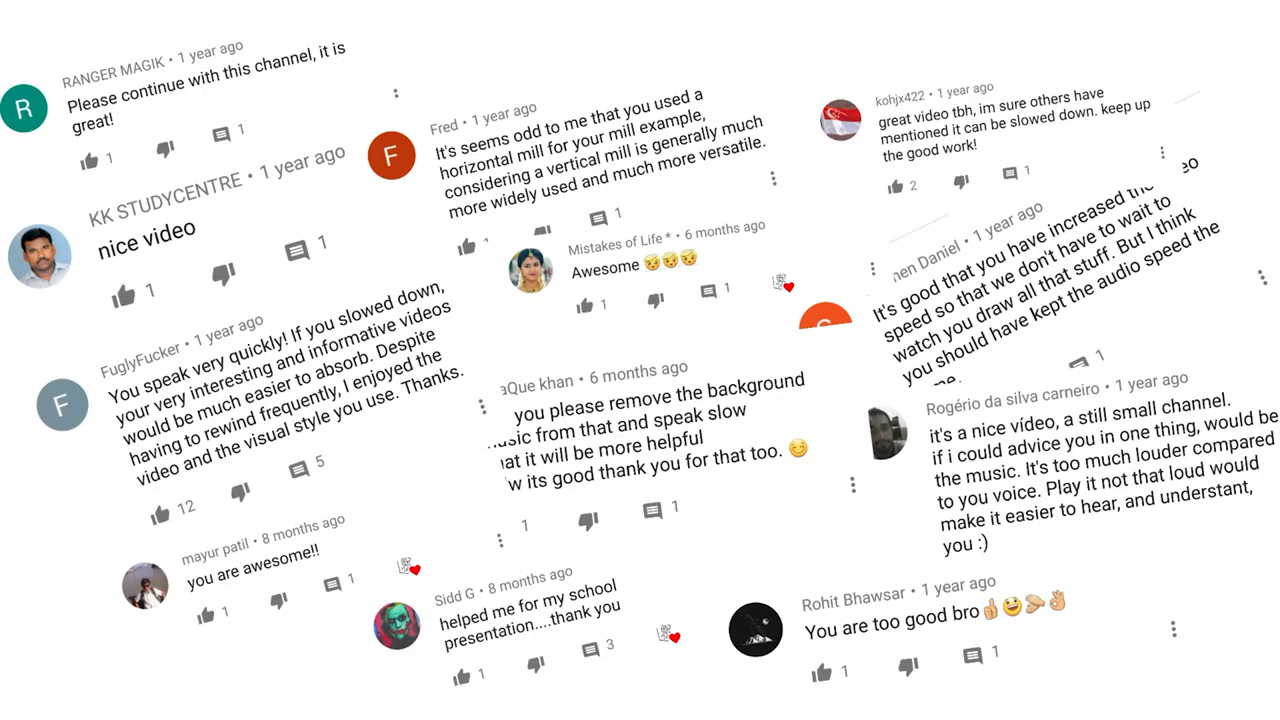 RANGER MAGIK • 1 year ago
Please continue with this channel, it is
great!
1
1
R
KK STUDYCENTRE • 1 year ago
nice video
1
1
Fred • 1 year ago
It's seems odd to me that you used a
horizontal mill for your mill example,
considering a vertical mill is generally much
more widely used and much more versatile.
1
F
kohjx422 • 1 year ago
great video tbh, im sure others have
mentioned it can be slowed down. keep up
the good work!
2
1
Mistakes of Life * • 6 months ago
Awesome 😇😇😇
1
1
Daniel • 1 year ago
It's good that you have increased
speed so that we don't have to wait to
watch you draw all that stuff. But I think
you should have kept the audio speed the
1
FuglyFucker • 1 year ago
You speak very quickly! If you slowed down,
your very interesting and informative videos
would be much easier to absorb. Despite
having to rewind frequently, I enjoyed the
video and the visual style you use. Thanks.
12
5
F
khan • 6 months ago
you please remove the background
from that and speak slow
it will be more helpful
its good thank you for that too. 😊
1
1
Rogério da silva carneiro • 1 year ago
it's a nice vídeo, a still small channel.
if i could advice you in one thing, would be
the music. It's too much louder compared
to you voice. Play it not that loud would
make it easier to hear, and understant,
you :)
mayur patil • 8 months ago
you are awesome!!
1
1
Sidd G • 8 months ago
helped me for my school
presentation....thank you
1
3
Rohit Bhawsar • 1 year ago
You are too good bro👍😃🫴👌
1
1